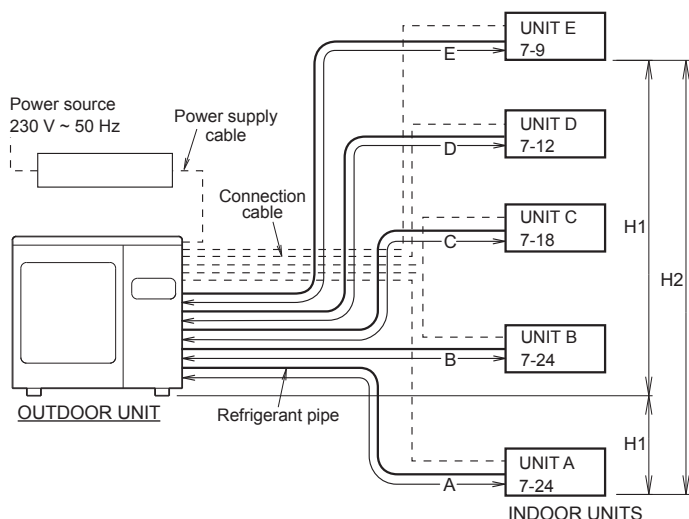 UNIT E
7-9
E
Power source
230 V ~ 50 Hz
Power supply
cable
UNIT D
7-12
D
Connection
cable
UNIT C
7-18
C
H1
H2
UNIT B
7-24
B
OUTDOOR UNIT
Refrigerant pipe
H1
UNIT A
7-24
A
INDOOR UNITS